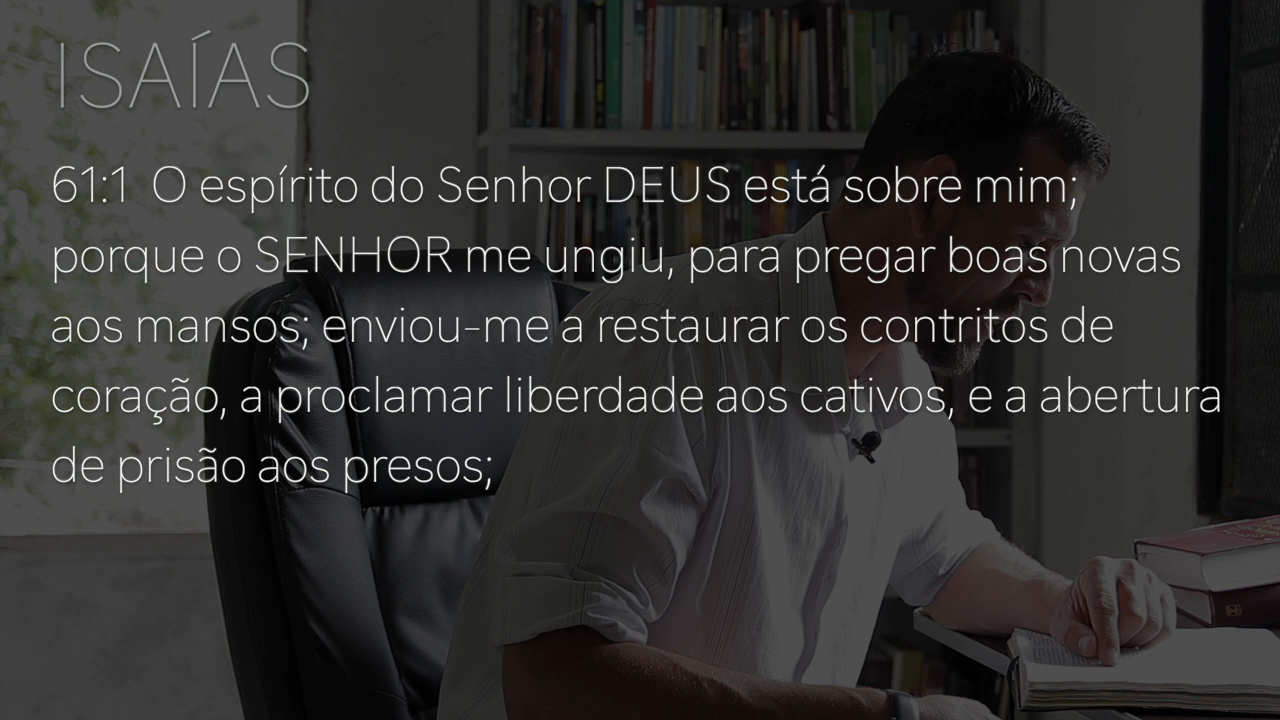 ISAÍAS
61:1 O espírito do Senhor DEUS está sobre mim;
porque o SENHOR me ungiu, para pregar boas novas
aos mansos; enviou-me a restaurar os contritos de
coração, a proclamar liberdade aos cativos, e a abertura
de prisão aos presos;